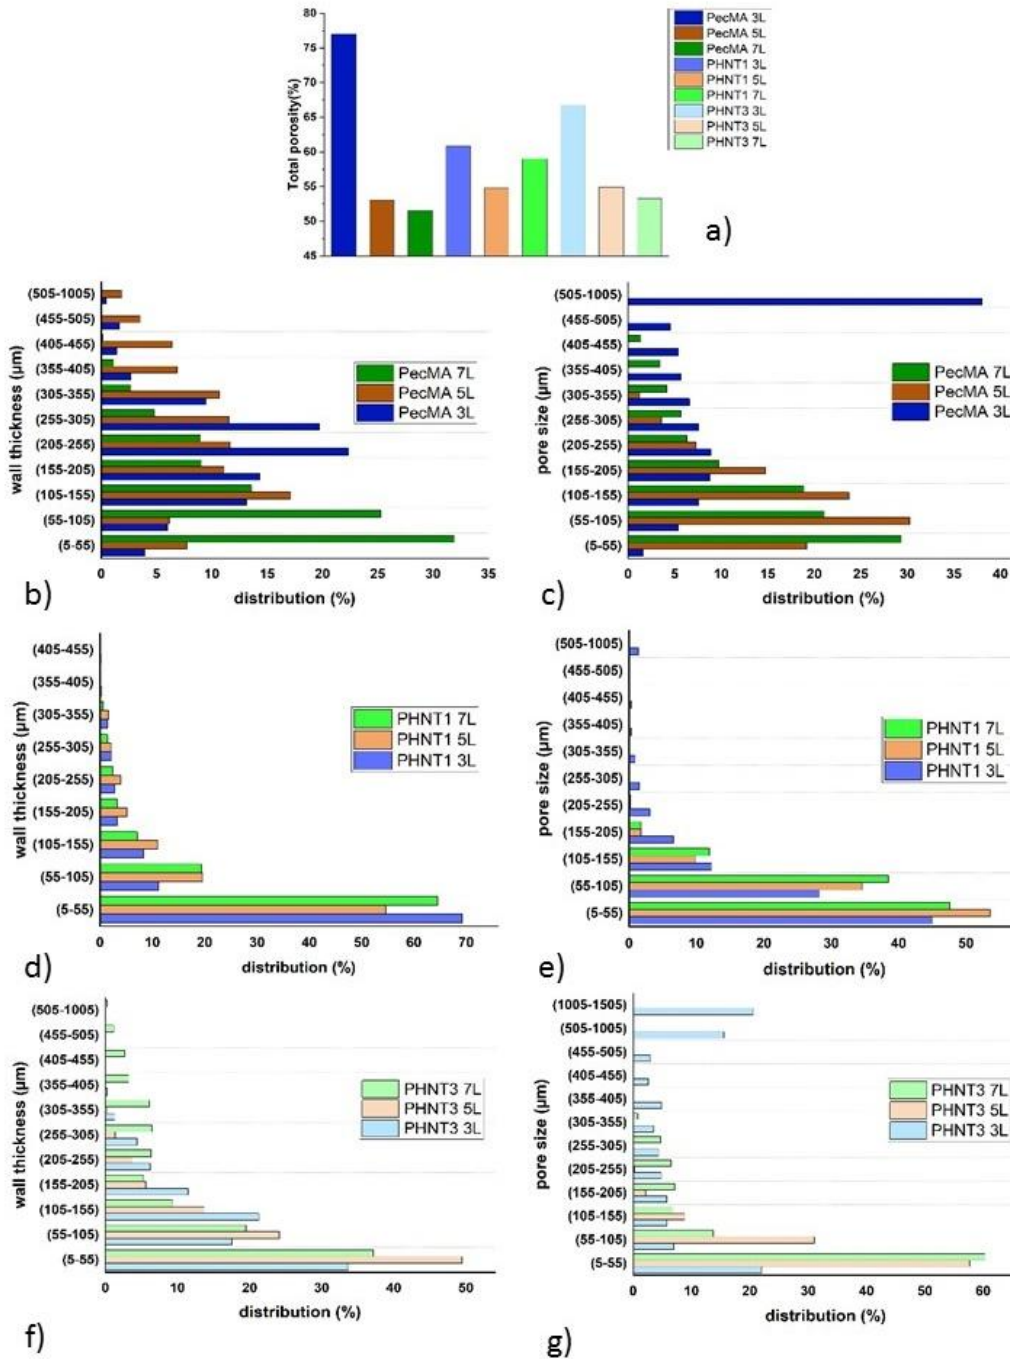 80
75
70
65
60
55
50
45
Total porosity(%)
PecMA 3L
PecMA 5L
PecMA 7L
PHNT1 3L
PHNT1 5L
PHNT1 7L
PHNT3 3L
PHNT3 5L
PHNT3 7L
a)
wall thickness (µm)
(505-1005)
(455-505)
(405-455)
(355-405)
(305-355)
(255-305)
(205-255)
(155-205)
(105-155)
(55-105)
(5-55)
PecMA 7L
PecMA 5L
PecMA 3L
0 5 10 15 20 25 30 35
distribution (%)
b)
pore size (µm)
(505-1005)
(455-505)
(405-455)
(355-405)
(305-355)
(255-305)
(205-255)
(155-205)
(105-155)
(55-105)
(5-55)
PecMA 7L
PecMA 5L
PecMA 3L
0 5 10 15 20 25 30 35 40
distribution (%)
c)
wall thickness (µm)
(405-455)
(355-405)
(305-355)
(255-305)
(205-255)
(155-205)
(105-155)
(55-105)
(5-55)
PHNT1 7L
PHNT1 5L
PHNT1 3L
0 10 20 30 40 50 60 70
distribution (%)
d)
pore size (µm)
(505-1005)
(455-505)
(405-455)
(355-405)
(305-355)
(255-305)
(205-255)
(155-205)
(105-155)
(55-105)
(5-55)
PHNT1 7L
PHNT1 5L
PHNT1 3L
0 10 20 30 40 50
distribution (%)
e)
wall thickness (µm)
(505-1005)
(455-505)
(405-455)
(355-405)
(305-355)
(255-305)
(205-255)
(155-205)
(105-155)
(55-105)
(5-55)
PHNT3 7L
PHNT3 5L
PHNT3 3L
0 10 20 30 40 50
distribution (%)
f)
pore size (µm)
(1005-1505)
(505-1005)
(455-505)
(405-455)
(355-405)
(305-355)
(255-305)
(205-255)
(155-205)
(105-155)
(55-105)
(5-55)
PHNT3 7L
PHNT3 5L
PHNT3 3L
0 10 20 30 40 50 60
distribution (%)
g)